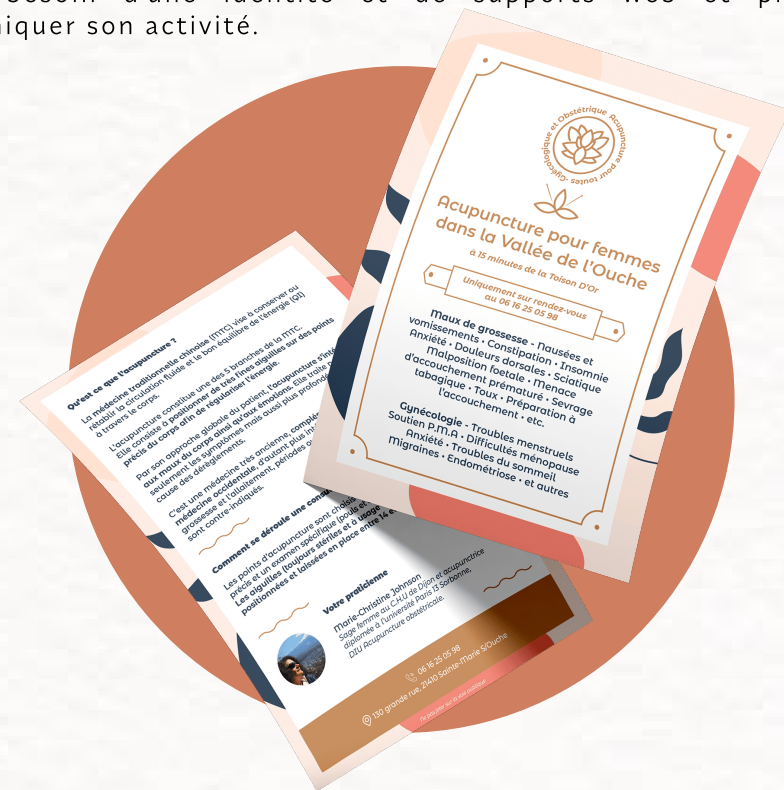 d'une identité et de supports web et
son activité.
Gynécologique et Obstétrique Acupuncture pour toutes -
Acupuncture pour femmes
dans la Vallée de l'Ouche
à 15 minutes de la Toison D'Or
Uniquement sur rendez-vous
au 06 16 25 05 98
Maux de grossesse - Nausées et
vomissements • Constipation • Insomnie
Anxiété • Douleurs dorsales • Sciatique
Malposition foetale • Menace
d'accouchement prématuré • Sevrage
tabagique • Toux • Préparation à
l'accouchement • etc.
Gynécologie - Troubles menstruels
Soutien P.M.A • Difficultés ménopause
Anxiété • Troubles du sommeil
Migraines • Endométriose • et autres
Qu'est ce que l'acupuncture ?
La médecine traditionnelle chinoise (MTC) vise à conserver ou
rétablir la circulation fluide et le bon équilibre de l'énergie (QI)
à travers le corps.
L'acupuncture constitue une des 5 branches de la MTC.
Elle consiste à positionner de très fines aiguilles sur des points
précis du corps afin de régulariser l'énergie.
Par son approche globale du patient, l'acupuncture
aux maux du corps ainsi qu'aux émotions. Elle traite
seulement les symptômes mais aussi plus
cause des dérèglements.
C'est une médecine très ancienne,
médecine occidentale d'autant plus
grossesse et l'allaitement, périodes
sont contre-indiqués.
Comment se déroule une
Les points d'acupuncture sont
précis et un examen spécifique (pouls et
Les aiguilles (toujours stériles et à usage
positionnées et laissées en place entre 14
Votre praticienne
Marie-Christine Johnson
Sage femme au C.H.U de Dijon et acupunctrice
diplomée à l'université Paris 13 Sorbonne,
DIU Acupuncture obstétricale.
06 16 25 05 98
130 grande rue, 21410 Sainte-Marie S/Ouche
Ne pas jeter sur la voie publique